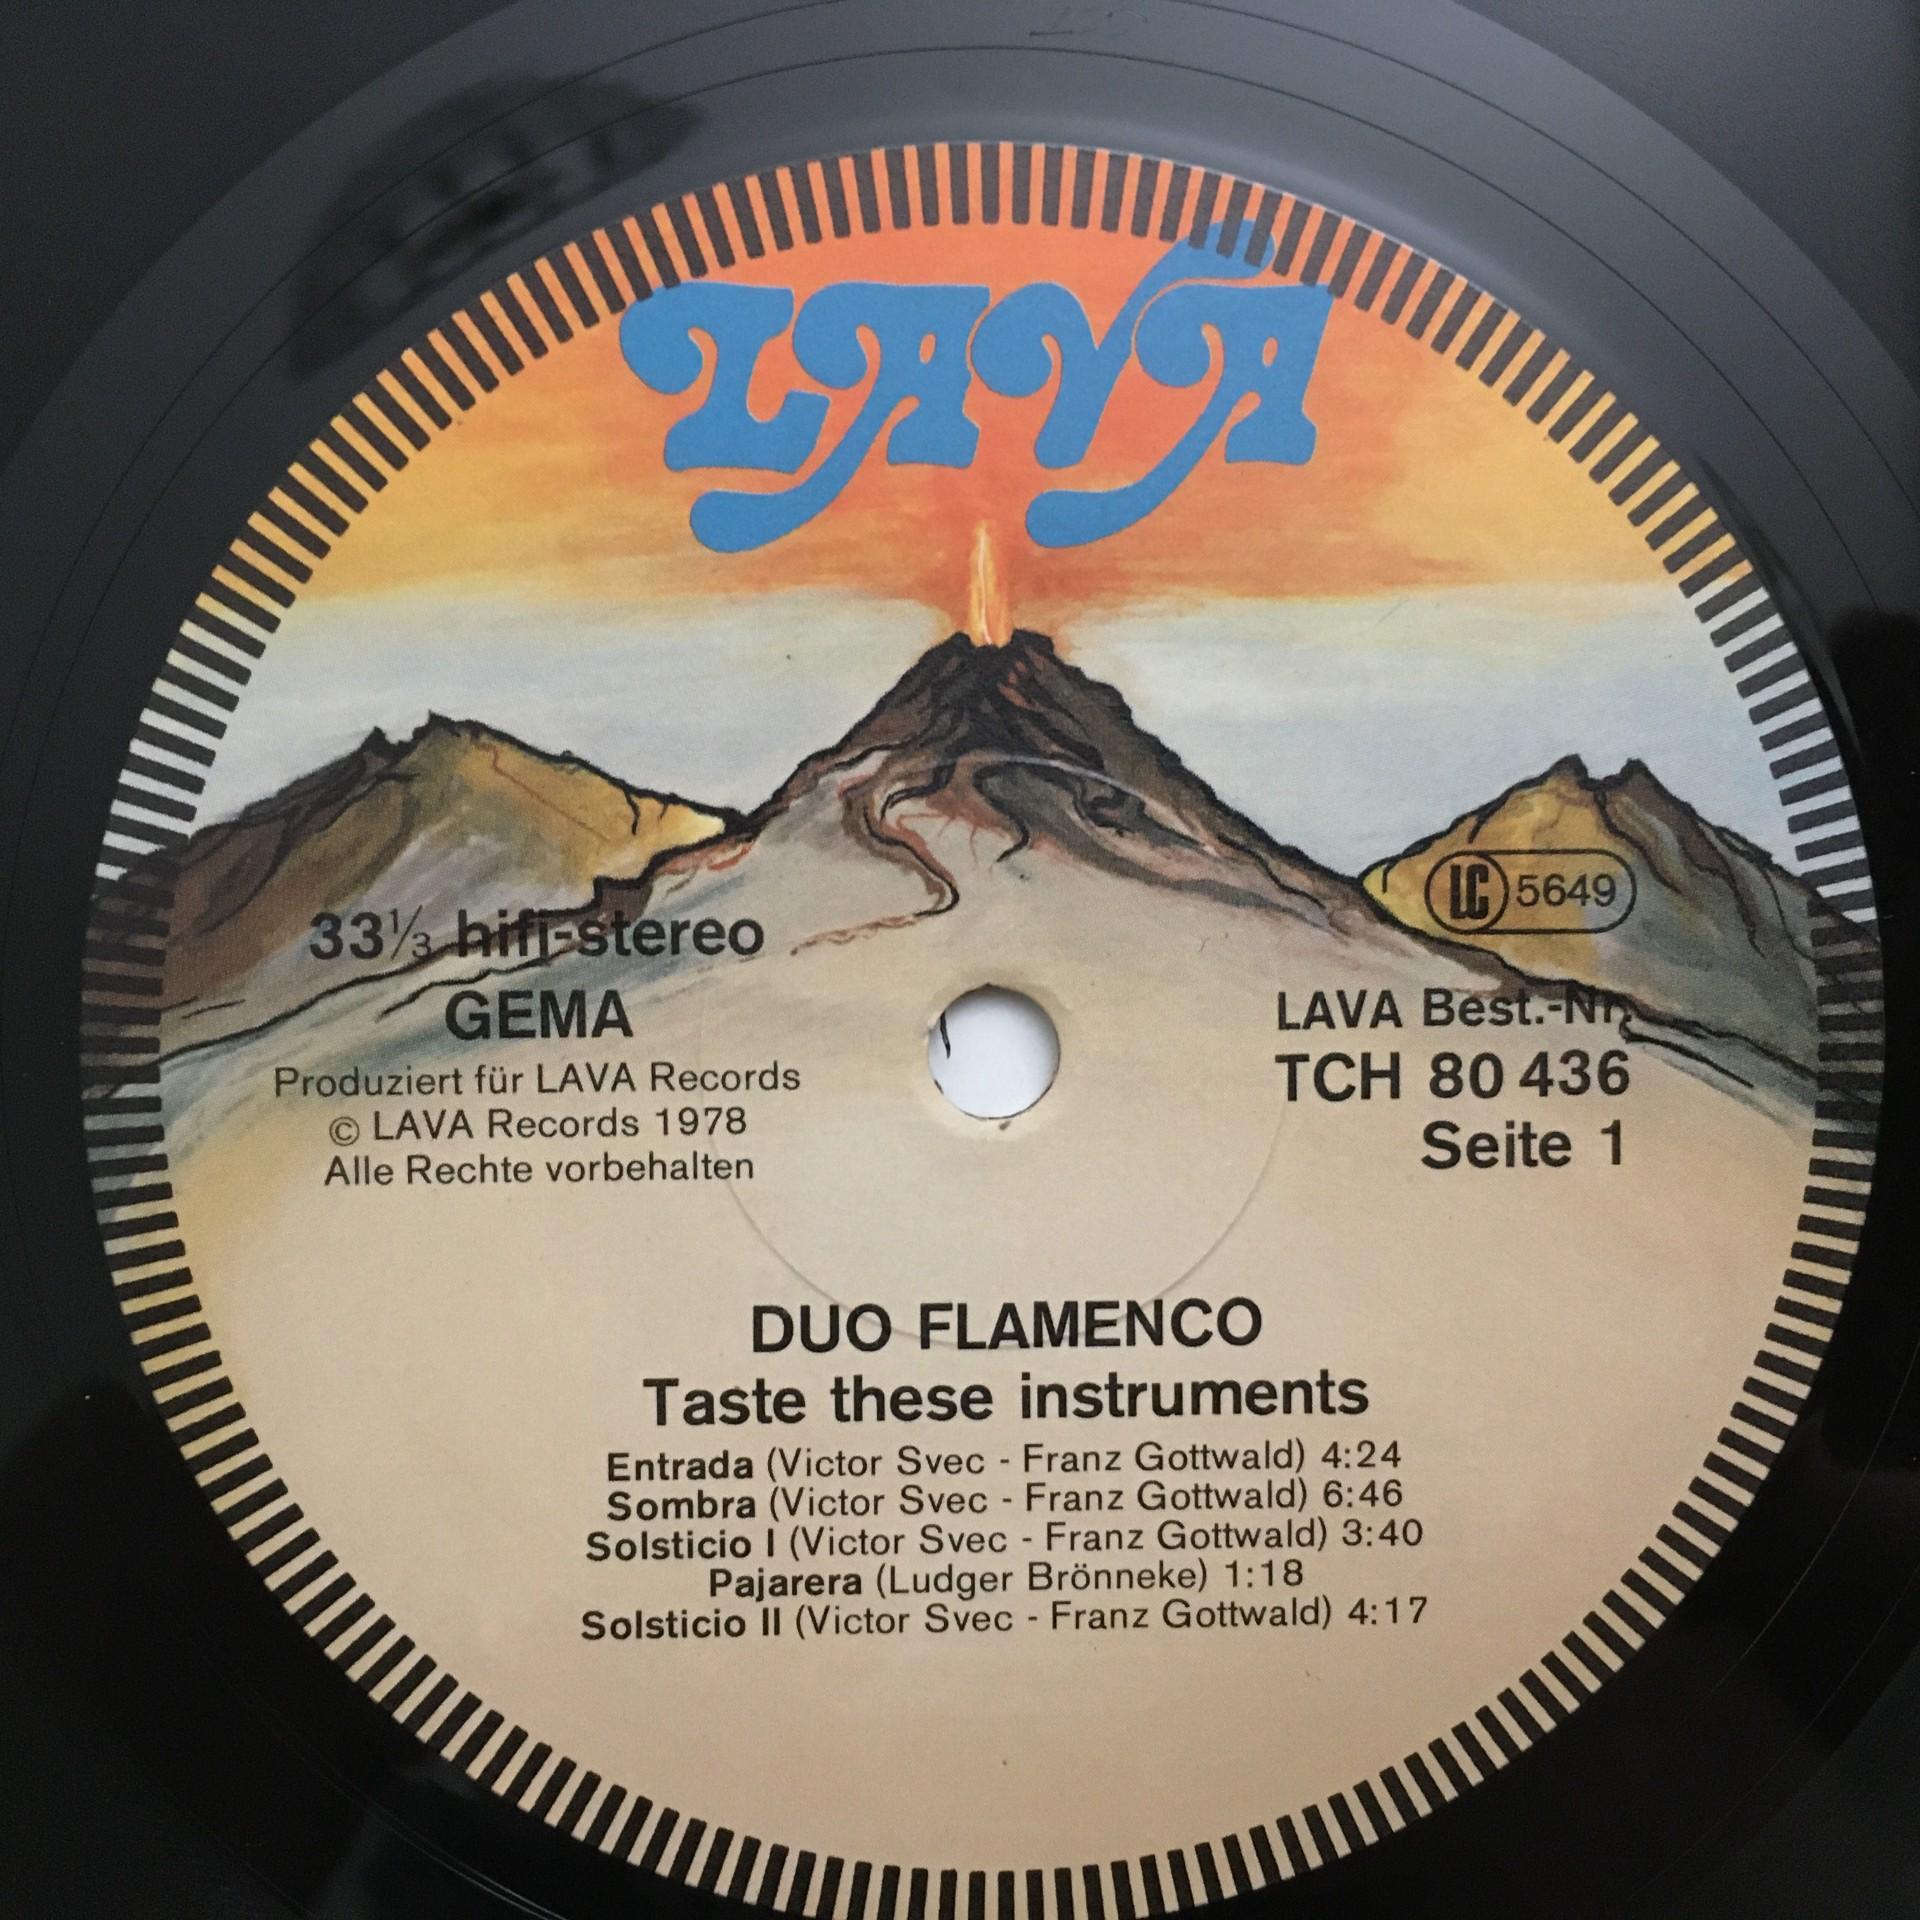 LAVA
33⅓ hifi-stereo
GEMA
Produziert für LAVA Records
© LAVA Records 1978
Alle Rechte vorbehalten
LC 5649
LAVA Best.-Nr.
TCH 80 436
Seite 1
DUO FLAMENCO
Taste these instruments
Entrada (Victor Svec - Franz Gottwald) 4:24
Sombra (Victor Svec - Franz Gottwald) 6:46
Solsticio I (Victor Svec - Franz Gottwald) 3:40
Pajarera (Ludger Brönneke) 1:18
Solsticio II (Victor Svec - Franz Gottwald) 4:17